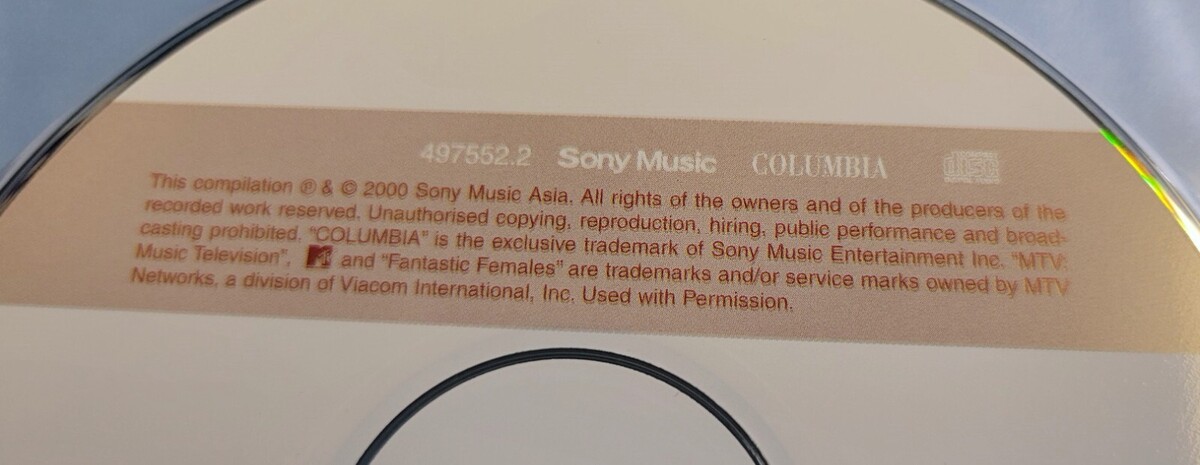 497552.2 Sony Music COLUMBIA disc
This compilation ℗ & © 2000 Sony Music Asia. All rights of the owners and of the producers of the
recorded work reserved. Unauthorised copying, reproduction, hiring, public performance and broad-
casting prohibited. "COLUMBIA" is the exclusive trademark of Sony Music Entertainment Inc. "MTV:
Music Television", MTV and "Fantastic Females" are trademarks and/or service marks owned by MTV
Networks, a division of Viacom International, Inc. Used with Permission.